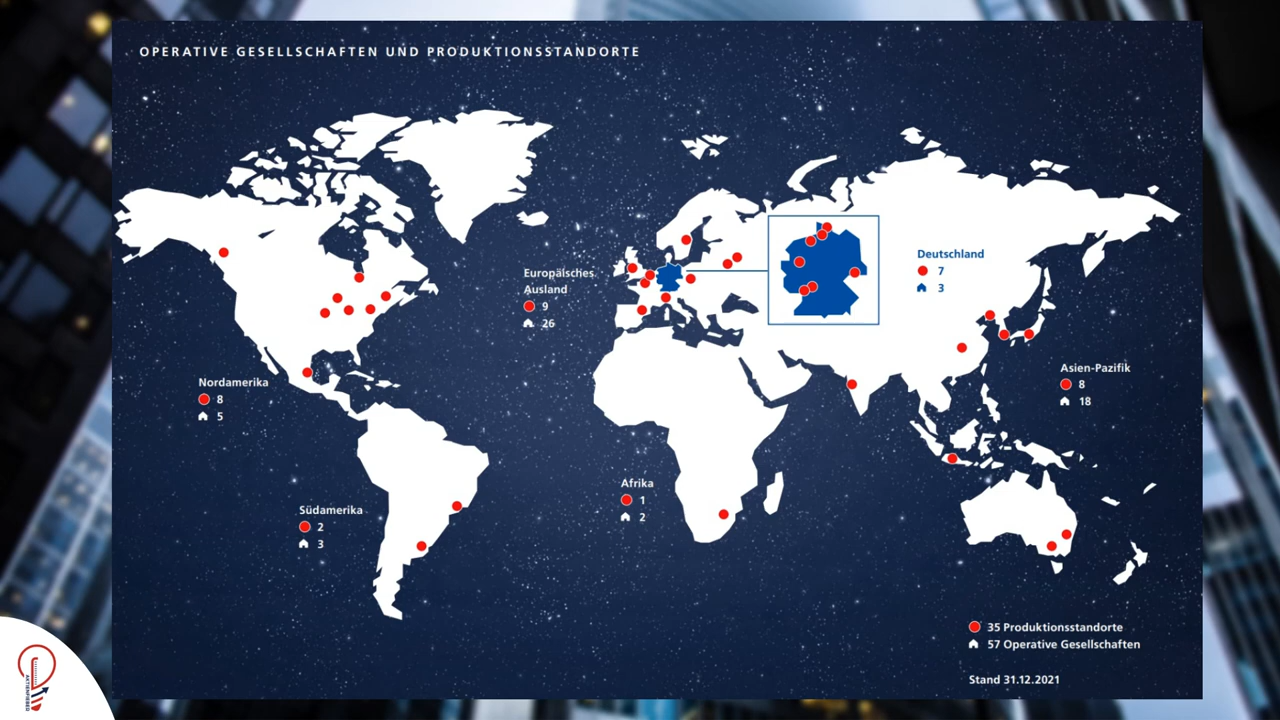 OPERATIVE GESELLSCHAFTEN UND PRODUKTIONSSTANDORTE
Europäisches
Ausland
9
26
Deutschland
7
3
Nordamerika
8
5
Asien-Pazifik
8
18
Südamerika
2
3
Afrika
1
2
35 Produktionsstandorte
57 Operative Gesellschaften
Stand 31.12.2021